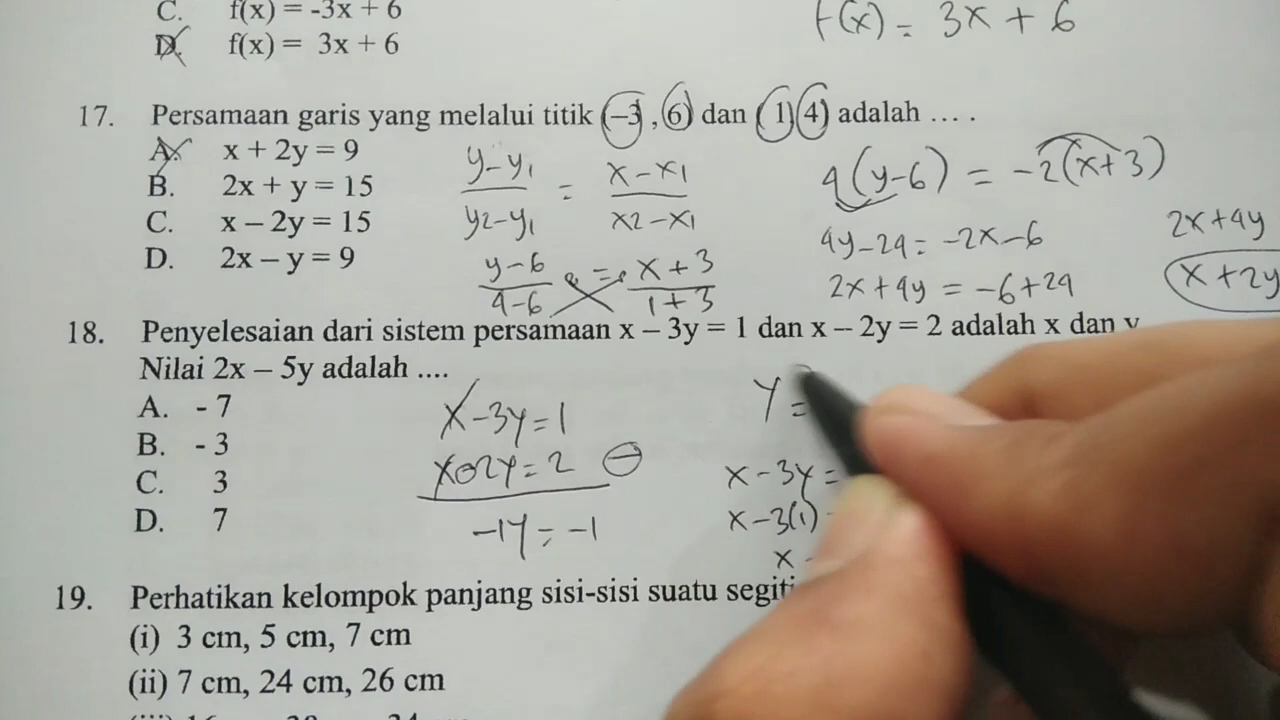 C. f(x) = -3x + 6
D. f(x) = 3x + 6
f(x) = 3x + 6
17. Persamaan garis yang melalui titik (−3, 6) dan (1, 4) adalah ... .
A. x + 2y = 9
B. 2x + y = 15
C. x – 2y = 15
D. 2x – y = 9
y-y1 / y2-y1 = x-x1 / x2-x1
y-6 / 4-6 = x+3 / 1+3
4(y-6) = -2(x+3)
4y-24 = -2x-6
2x+4y = -6+24
2x+4y
x+2y
18. Penyelesaian dari sistem persamaan x – 3y = 1 dan x – 2y = 2 adalah x dan y
Nilai 2x – 5y adalah ....
A. - 7
B. - 3
C. 3
D. 7
x-3y=1
x-2y=2
-1y=-1
y =
x-3y =
x-3(1)
x
19. Perhatikan kelompok panjang sisi-sisi suatu
(i) 3 cm, 5 cm, 7 cm
(ii) 7 cm, 24 cm, 26 cm